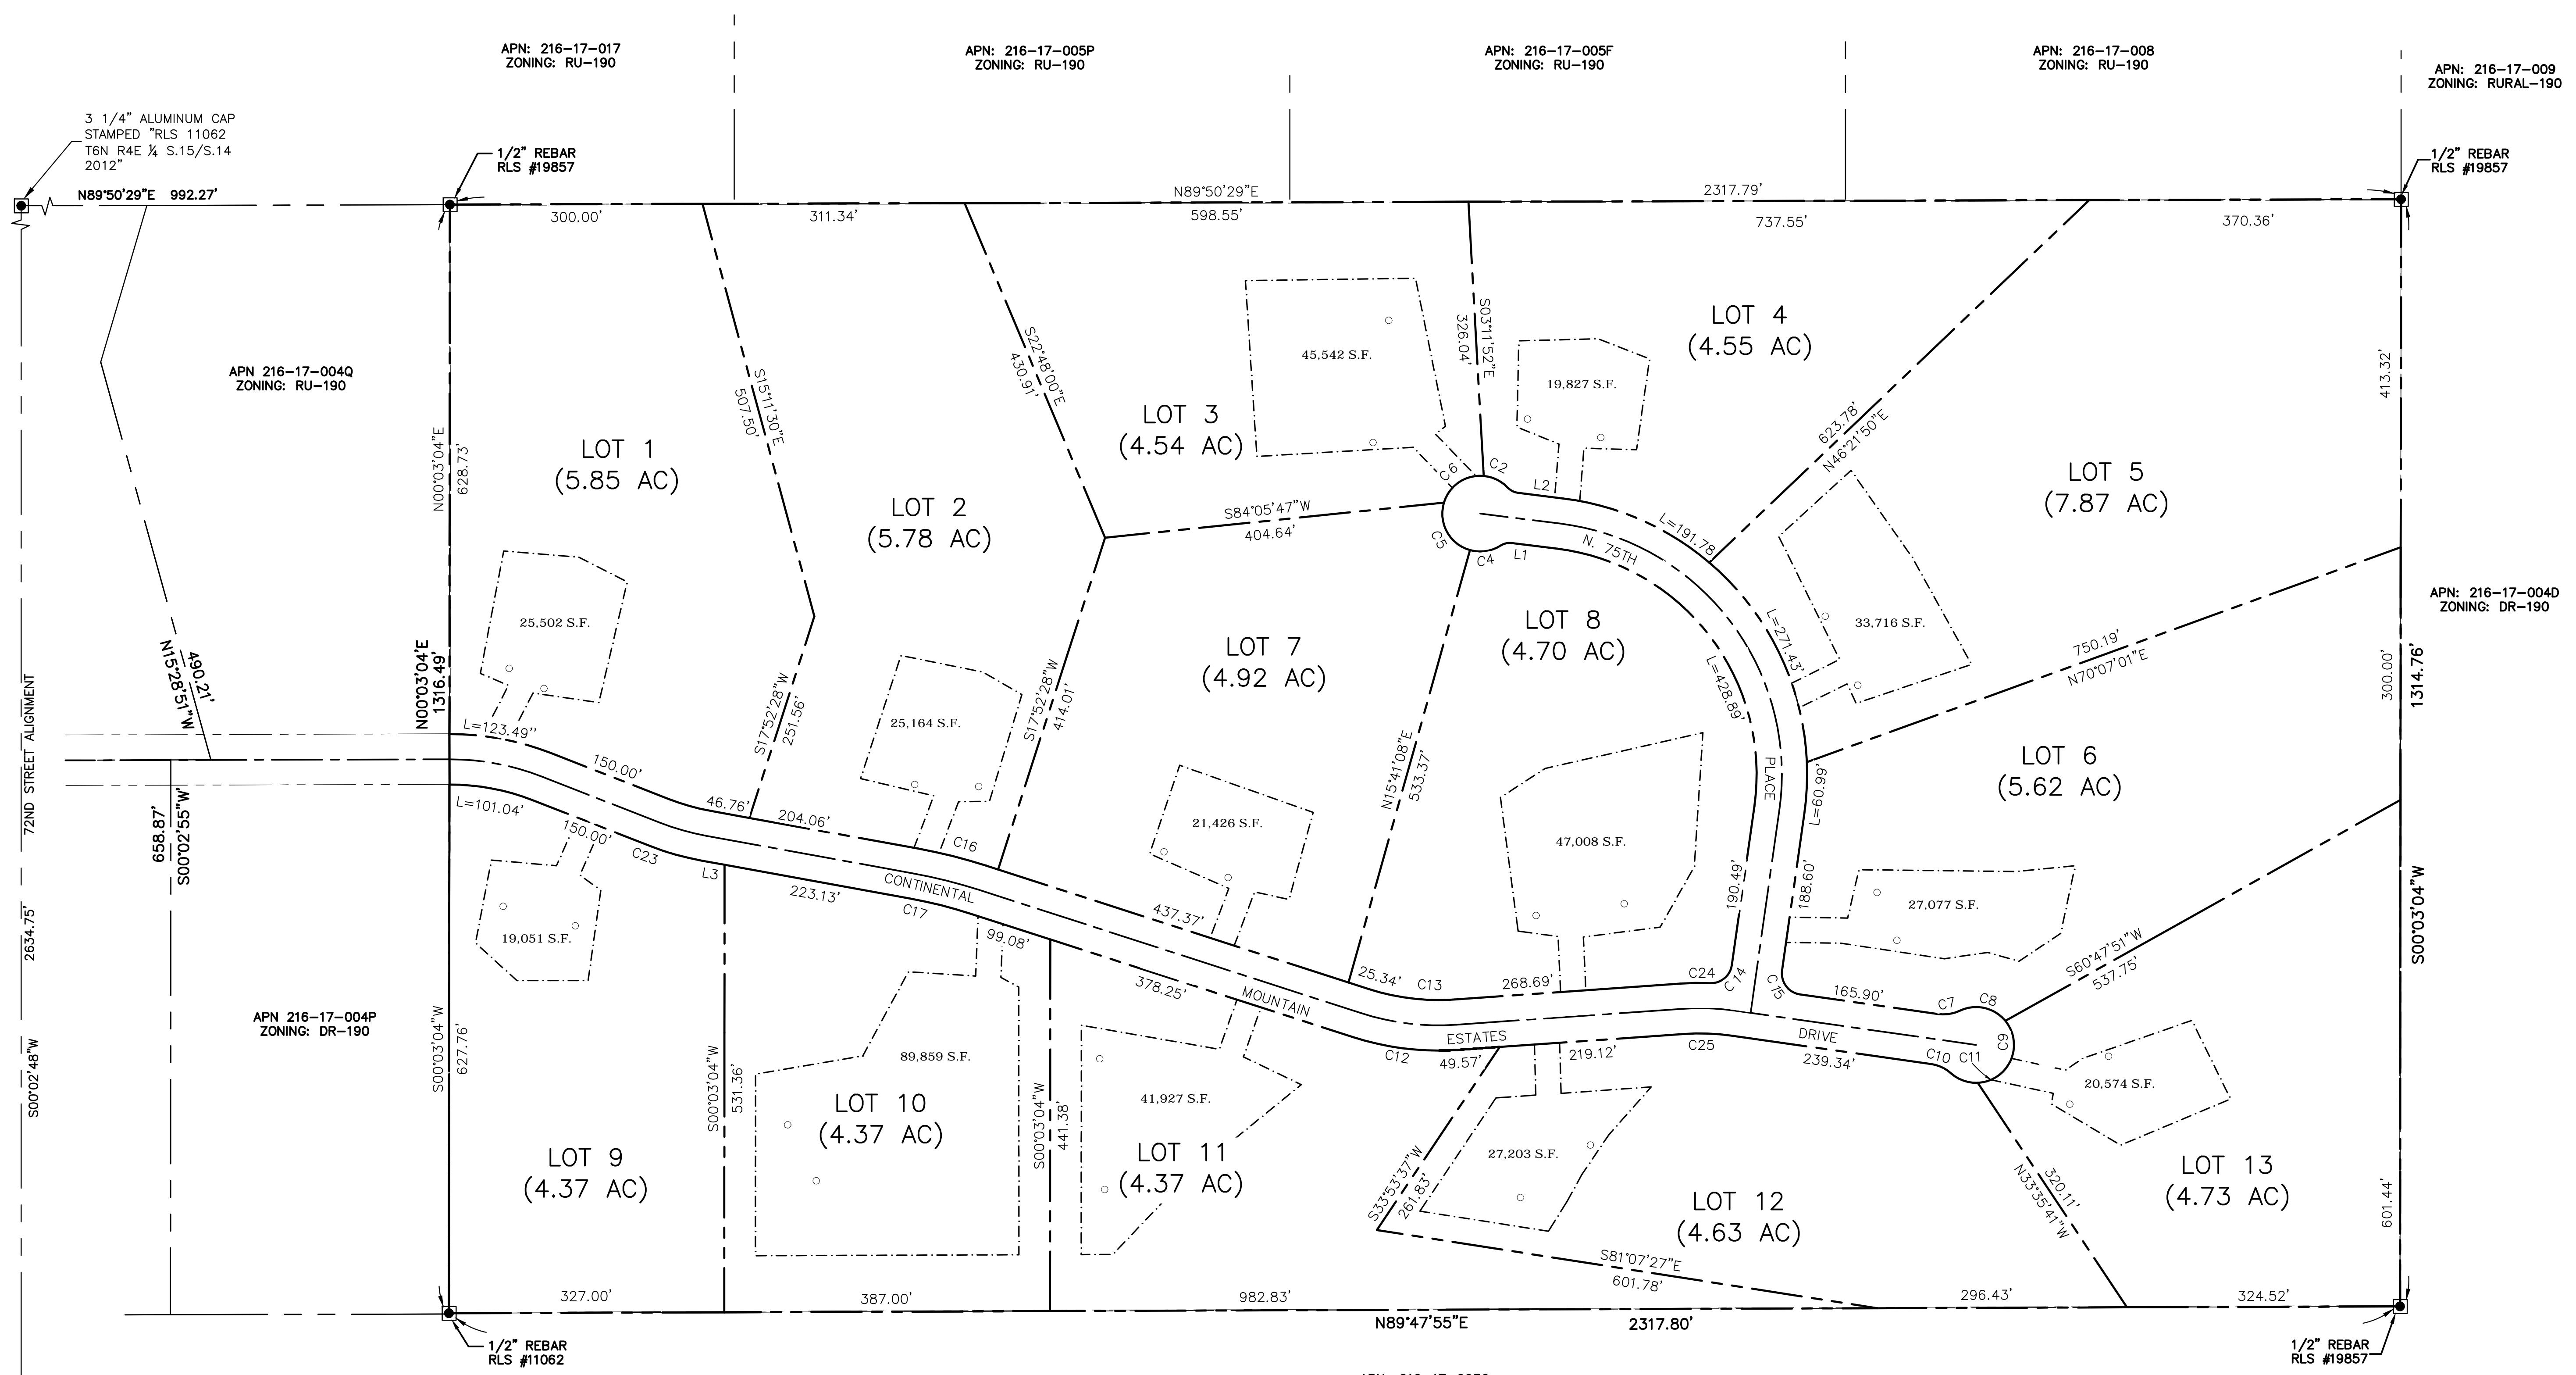 APN: 216-17-017
ZONING: RU-190
APN: 216-17-005P
ZONING: RU-190
APN: 216-17-005F
ZONING: RU-190
APN: 216-17-008
ZONING: RU-190
APN: 216-17-009
ZONING: RURAL-190
3 1/4" ALUMINUM CAP
STAMPED "RLS 11062
T6N R4E ¼ S.15/S.14
2012"
1/2" REBAR
RLS #19857
1/2" REBAR
RLS #19857
N89°50'29"E 992.27'
N89°50'29"E
2317.79'
300.00'
311.34'
598.55'
737.55'
370.36'
APN 216-17-004Q
ZONING: RU-190
N00°03'04"E
628.73'
LOT 1
(5.85 AC)
S15°11'30"E
507.50'
S22°48'00"E
430.91'
LOT 2
(5.78 AC)
LOT 3
(4.54 AC)
45,542 S.F.
S03°11'52"E
326.04'
19,827 S.F.
LOT 4
(4.55 AC)
623.78'
N46°21'50"E
LOT 5
(7.87 AC)
413.32'
C6
C2
L2
S84°05'47"W
404.64'
C5
C4
L1
N. 75TH
L=191.78
25,502 S.F.
LOT 7
(4.92 AC)
LOT 8
(4.70 AC)
L=271.43'
33,716 S.F.
750.19'
N70°07'01"E
APN: 216-17-004D
ZONING: DR-190
300.00'
1314.76'
490.21'
N15°28'51"W
N00°03'04'E
1316.49'
72ND STREET ALIGNMENT
L=123.49"
150.00'
S17°52'28"W
251.56'
25,164 S.F.
S17°52'28"W
414.01'
L=428.89'
PLACE
LOT 6
(5.62 AC)
L=60.99'
N15°41'08"E
533.37'
658.87'
S00°02'55"W'
L=101.04'
150.00'
46.76'
204.06'
C16
21,426 S.F.
47,008 S.F.
190.49'
188.60'
C23
L3
223.13'
CONTINENTAL
C17
99.08'
437.37'
27,077 S.F.
S00°03'04"W
19,051 S.F.
2634.75'
S60°47'51"W
537.75'
378.25'
MOUNTAIN
25.34'
C13
268.69'
C24
C14
C15
165.90'
C7
C8
C9
APN 216-17-004P
ZONING: DR-190
S00°03'04"W
627.76'
89,859 S.F.
ESTATES
C12
49.57'
219.12'
C25
DRIVE
239.34'
C10
C11
S00°02'48"W
S00°03'04"W
531.36'
LOT 10
(4.37 AC)
S00°03'04"W
441.38'
41,927 S.F.
20,574 S.F.
LOT 9
(4.37 AC)
LOT 11
(4.37 AC)
S33°53'37"W
261.83'
27,203 S.F.
LOT 12
(4.63 AC)
320.11'
N33°35'41"W
LOT 13
(4.73 AC)
601.44'
S81°07'27"E
601.78'
327.00'
387.00'
982.83'
296.43'
324.52'
N89°47'55"E
2317.80'
1/2" REBAR
RLS #11062
1/2" REBAR
RLS #19857